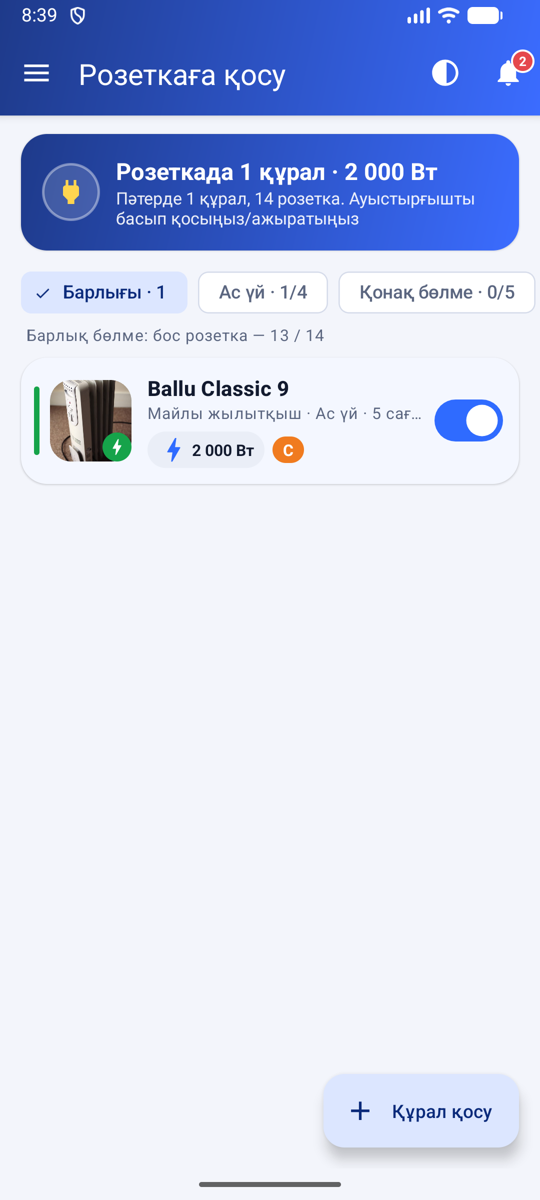 8:39
Розеткаға қосу
2
Розеткада 1 құрал · 2 000 Вт
Пәтерде 1 құрал, 14 розетка. Ауыстырғышты
басып қосыңыз/ажыратыңыз
Барлығы · 1
Ас үй · 1/4
Қонақ бөлме · 0/5
Барлық бөлме: бос розетка — 13 / 14
Ballu Classic 9
Майлы жылытқыш · Ас үй · 5 сағ…
2 000 Вт
C
Құрал қосу